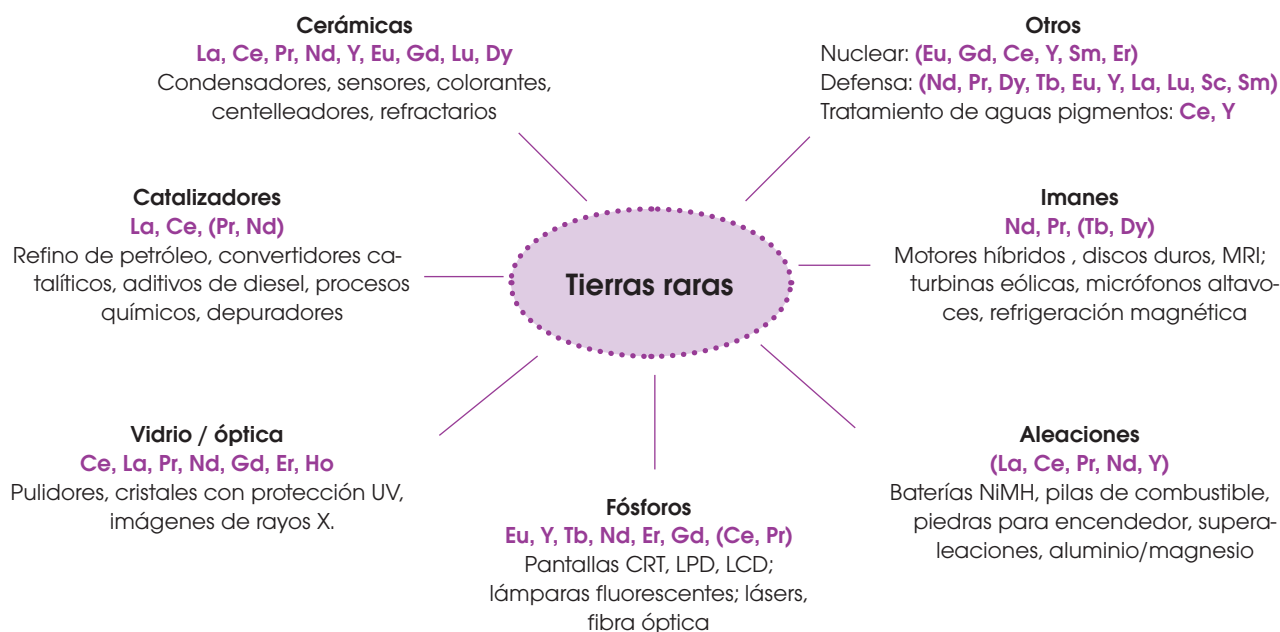 Cerámicas
La, Ce, Pr, Nd, Y, Eu, Gd, Lu, Dy
Condensadores, sensores, colorantes,
centelleadores, refractarios
Otros
Nuclear: (Eu, Gd, Ce, Y, Sm, Er)
Defensa: (Nd, Pr, Dy, Tb, Eu, Y, La, Lu, Sc, Sm)
Tratamiento de aguas pigmentos: Ce, Y
Catalizadores
La, Ce, (Pr, Nd)
Refino de petróleo, convertidores ca-
talíticos, aditivos de diesel, procesos
químicos, depuradores
Tierras raras
Imanes
Nd, Pr, (Tb, Dy)
Motores híbridos , discos duros, MRI;
turbinas eólicas, micrófonos altavo-
ces, refrigeración magnética
Vidrio / óptica
Ce, La, Pr, Nd, Gd, Er, Ho
Pulidores, cristales con protección UV,
imágenes de rayos X.
Fósforos
Eu, Y, Tb, Nd, Er, Gd, (Ce, Pr)
Pantallas CRT, LPD, LCD;
lámparas fluorescentes; lásers,
fibra óptica
Aleaciones
(La, Ce, Pr, Nd, Y)
Baterías NiMH, pilas de combustible,
piedras para encendedor, supera-
leaciones, aluminio/magnesio